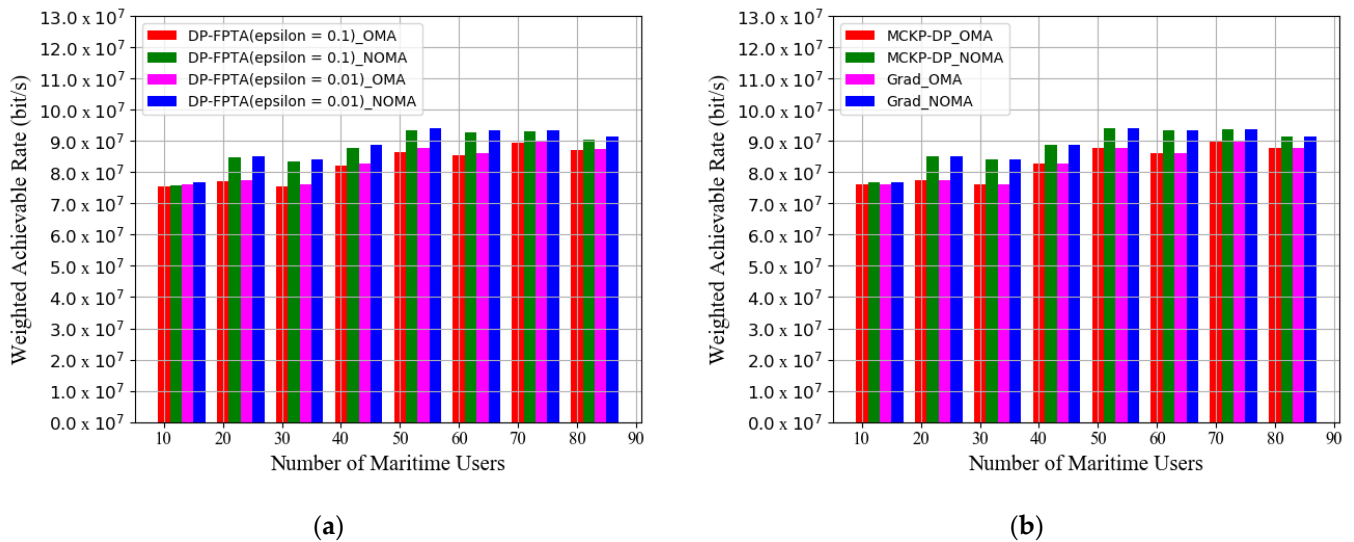 13.0 x 10^7
12.0 x 10^7
11.0 x 10^7
10.0 x 10^7
9.0 x 10^7
8.0 x 10^7
7.0 x 10^7
6.0 x 10^7
5.0 x 10^7
4.0 x 10^7
3.0 x 10^7
2.0 x 10^7
1.0 x 10^7
0.0 x 10^7
Weighted Achievable Rate (bit/s)
DP-FPTA(epsilon = 0.1)_OMA
DP-FPTA(epsilon = 0.1)_NOMA
DP-FPTA(epsilon = 0.01)_OMA
DP-FPTA(epsilon = 0.01)_NOMA
10 20 30 40 50 60 70 80 90
Number of Maritime Users
(a)
13.0 x 10^7
12.0 x 10^7
11.0 x 10^7
10.0 x 10^7
9.0 x 10^7
8.0 x 10^7
7.0 x 10^7
6.0 x 10^7
5.0 x 10^7
4.0 x 10^7
3.0 x 10^7
2.0 x 10^7
1.0 x 10^7
0.0 x 10^7
Weighted Achievable Rate (bit/s)
MCKP-DP_OMA
MCKP-DP_NOMA
Grad_OMA
Grad_NOMA
10 20 30 40 50 60 70 80 90
Number of Maritime Users
(b)